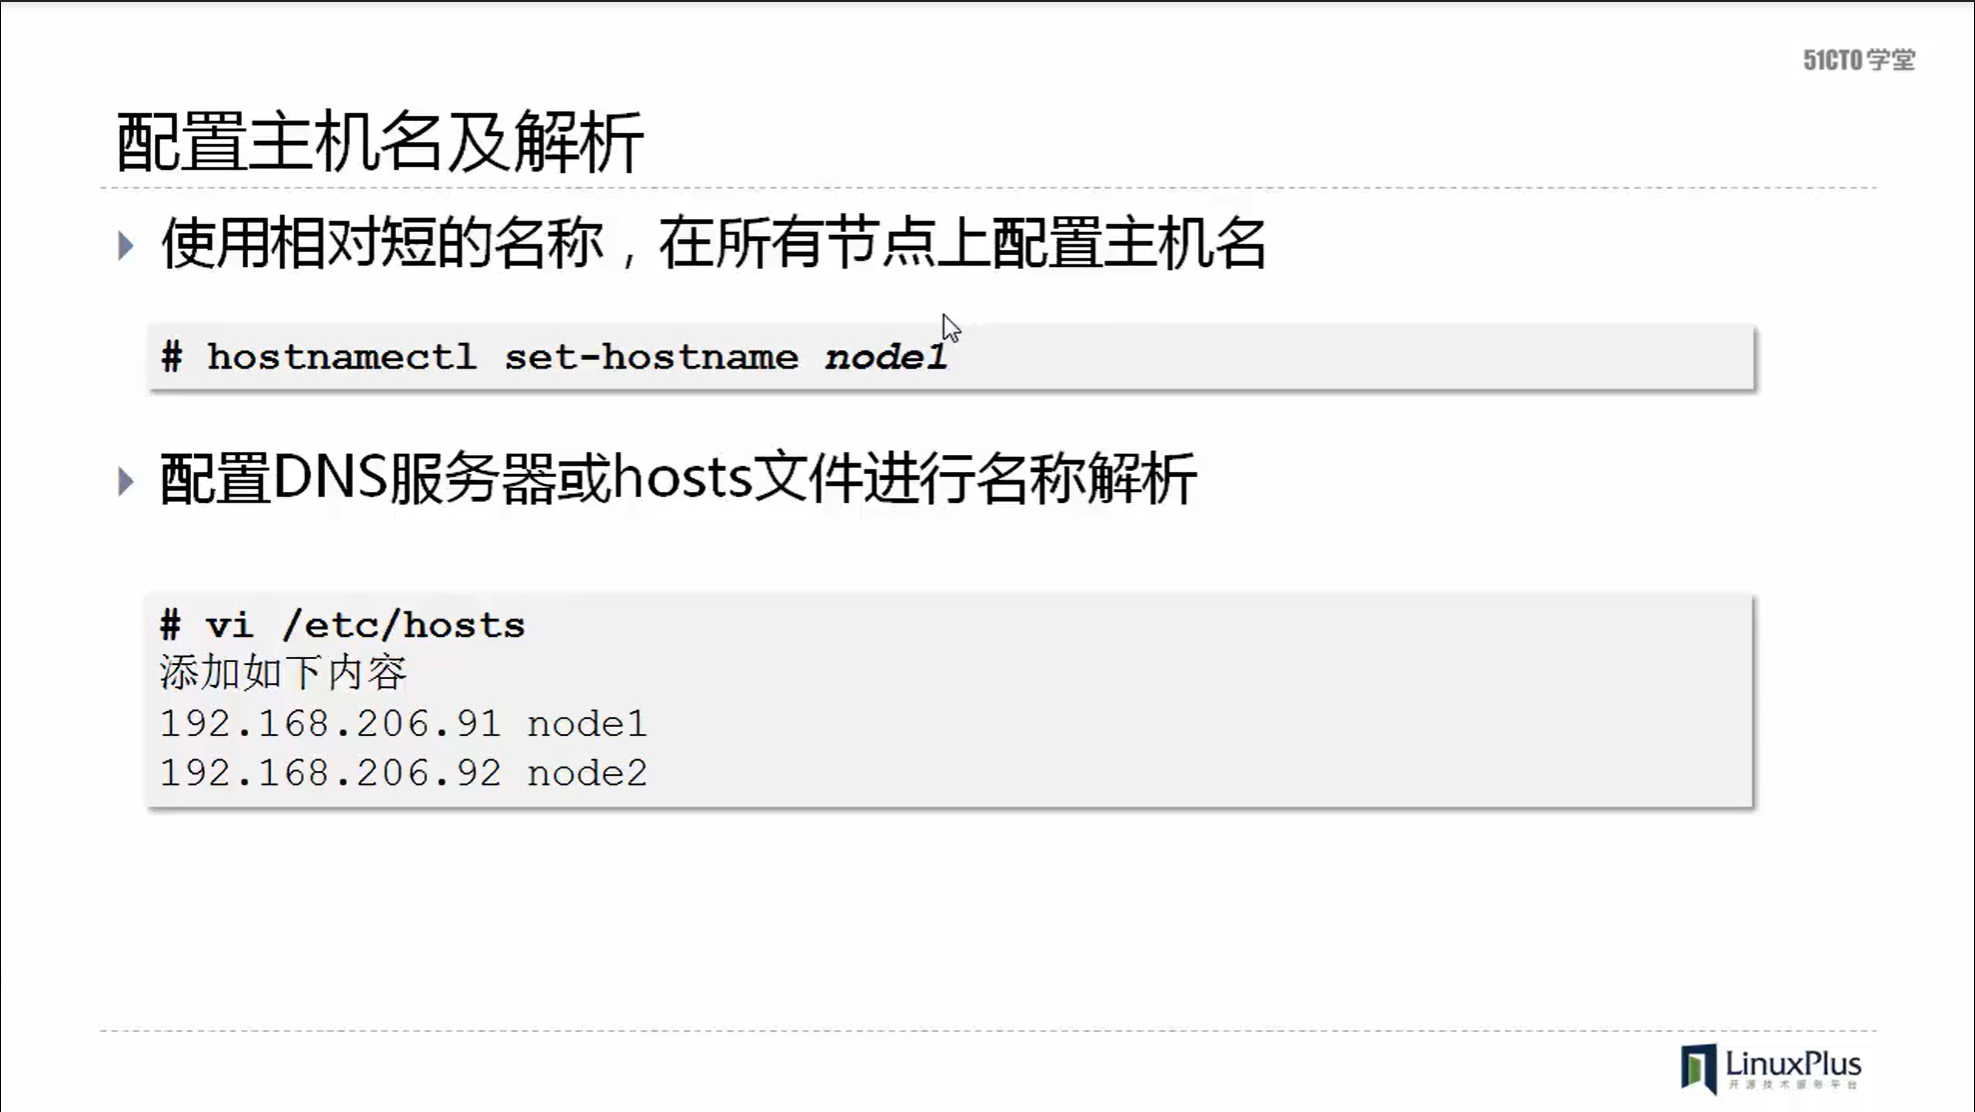 51CTO学堂
配置主机名及解析
使用相对短的名称，在所有节点上配置主机名
# hostnamectl set-hostname node1
配置DNS服务器或hosts文件进行名称解析
# vi /etc/hosts
添加如下内容
192.168.206.91 node1
192.168.206.92 node2
LinuxPlus
开源技术服务平台